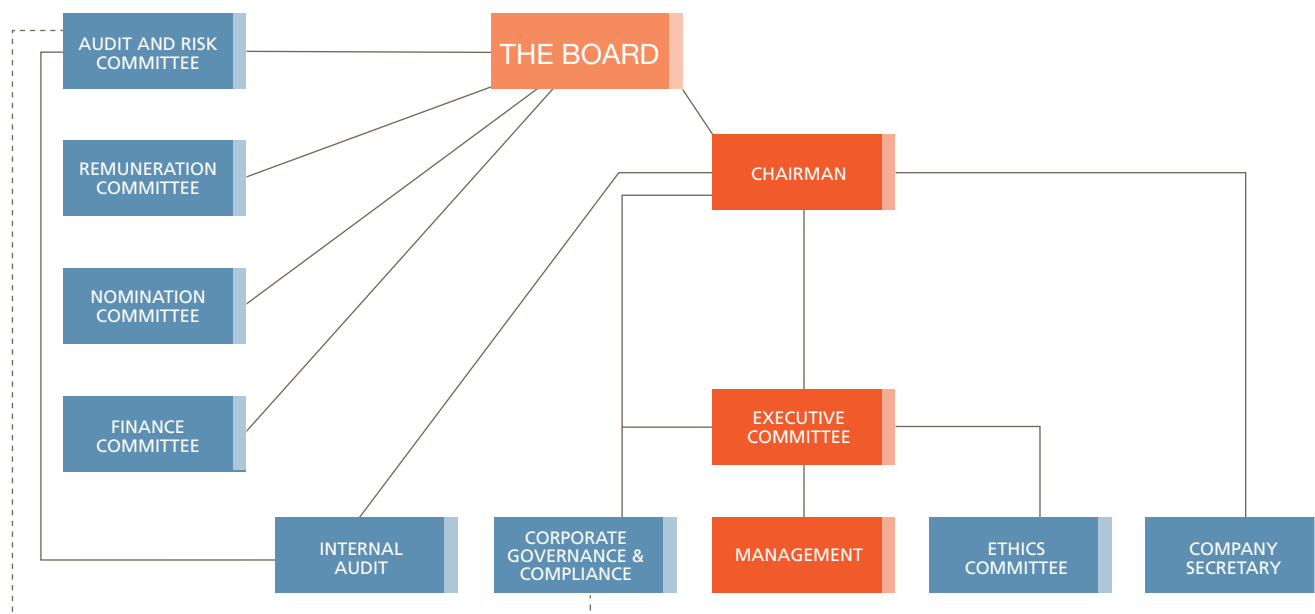 AUDIT AND RISK
COMMITTEE
THE BOARD
REMUNERATION
COMMITTEE
CHAIRMAN
NOMINATION
COMMITTEE
FINANCE
COMMITTEE
EXECUTIVE
COMMITTEE
INTERNAL
AUDIT
CORPORATE
GOVERNANCE &
COMPLIANCE
MANAGEMENT
ETHICS
COMMITTEE
COMPANY
SECRETARY